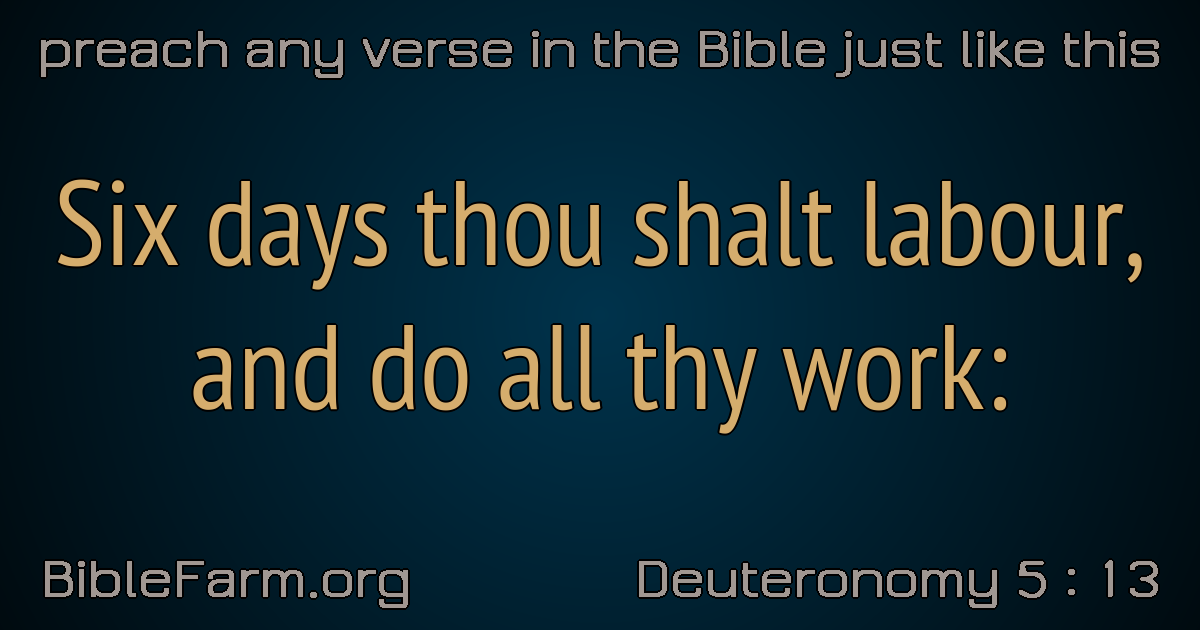 preach any verse in the Bible just like this
Six days thou shalt labour,
and do all thy work:
BibleFarm.org
Deuteronomy 5 : 13